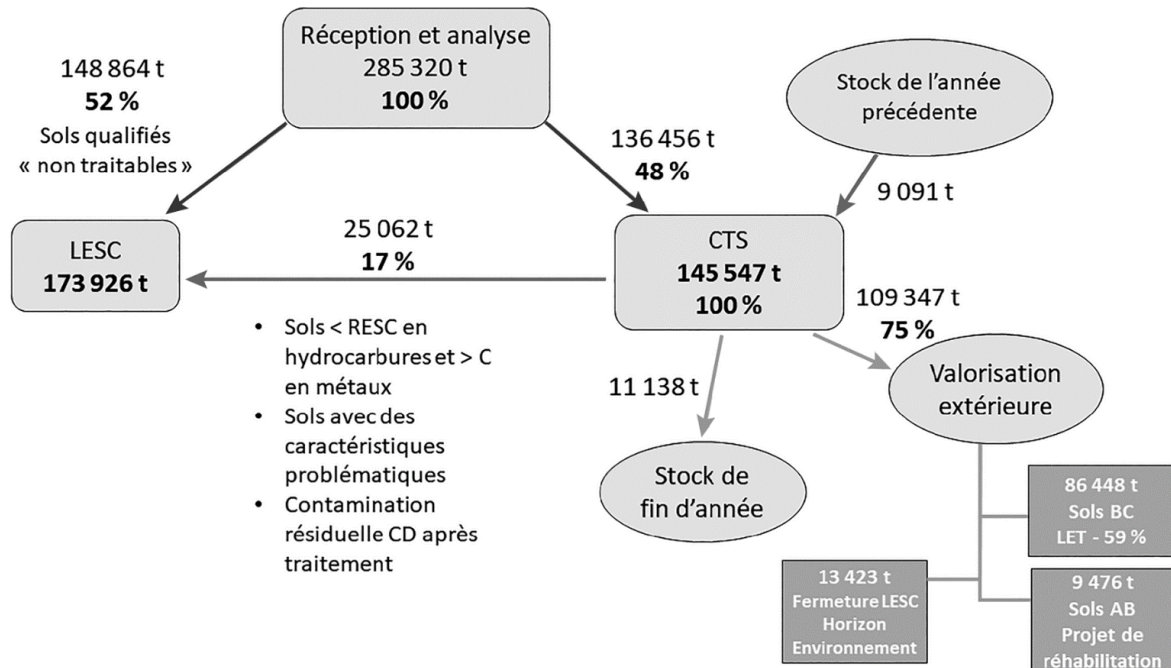 Réception et analyse
285 320 t
100 %
148 864 t
52 %
Sols qualifiés
« non traitables »
Stock de l'année
précédente
136 456 t
48 %
9 091 t
LESC
173 926 t
25 062 t
17 %
CTS
145 547 t
100 %
109 347 t
75 %
• Sols < RESC en
hydrocarbures et > C
en métaux
• Sols avec des
caractéristiques
problématiques
• Contamination
résiduelle CD après
traitement
11 138 t
Stock de
fin d'année
Valorisation
extérieure
86 448 t
Sols BC
LET - 59 %
13 423 t
Fermeture LESC
Horizon
Environnement
9 476 t
Sols AB
Projet de
réhabilitation